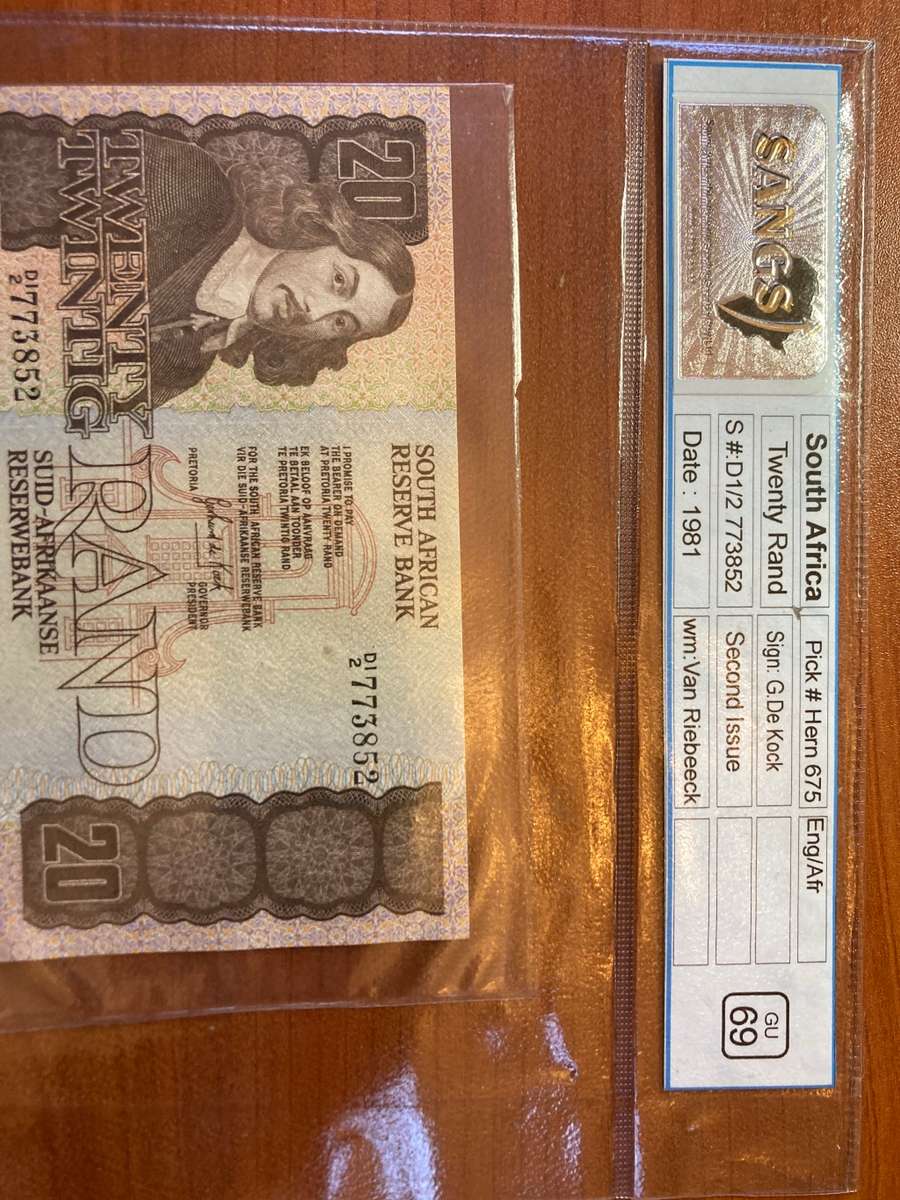 SANGS
South Africa
Pick # Hern 675
Eng/Afr
Twenty Rand
Sign: G.De Kock
S #:D1/2 773852
Second Issue
Date : 1981
wm:Van Riebeeck
GU
69
20
SOUTH AFRICAN
RESERVE BANK
D1/2 773852
I PROMISE TO PAY
THE BEARER ON DEMAND
AT PRETORIA TWENTY RAND
EK BELOOF OP AANVRAAG
TE BETAAL AAN TOONDER
TE PRETORIA TWINTIG RAND
FOR THE SOUTH AFRICAN RESERVE BANK
VIR DIE SUID-AFRIKAANSE RESERWEBANK
PRETORIA
GOVERNOR
PRESIDENT
TWENTY
TWINTIG
RAND
D1/2 773852
SUID-AFRIKAANSE
RESERWEBANK
20